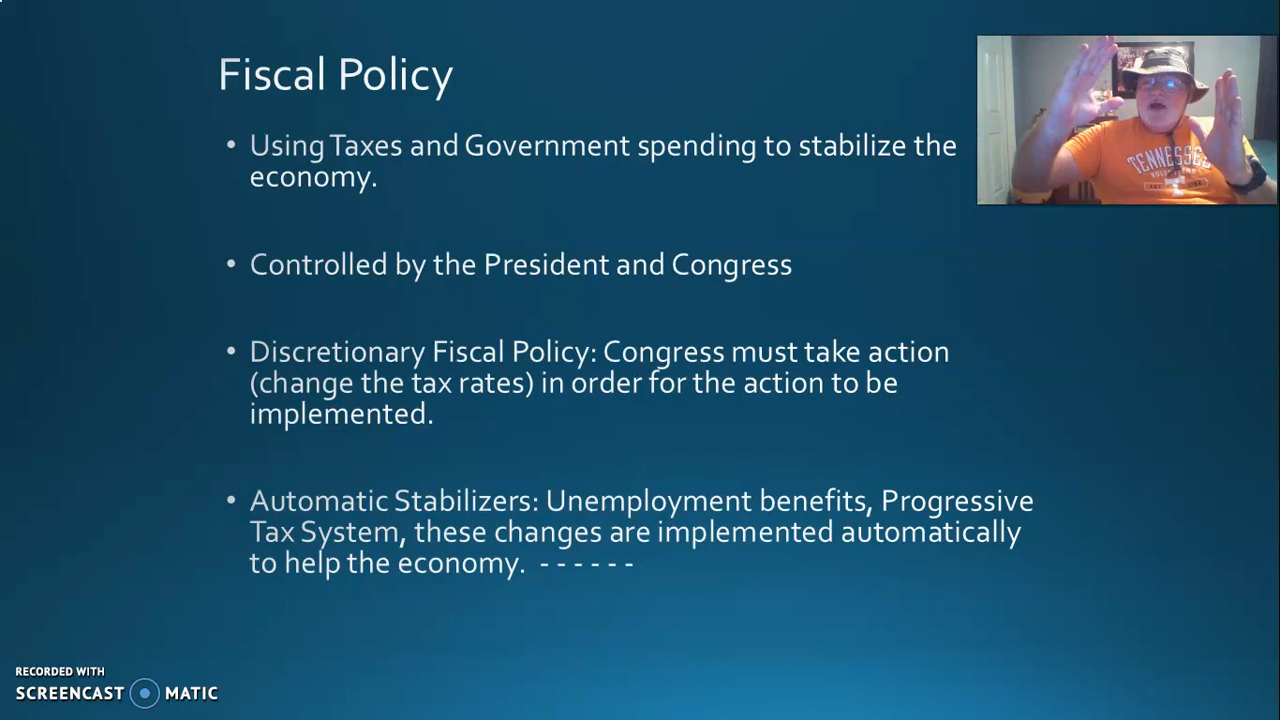 Fiscal Policy
• Using Taxes and Government spending to stabilize the
economy.
• Controlled by the President and Congress
• Discretionary Fiscal Policy: Congress must take action
(change the tax rates) in order for the action to be
implemented.
• Automatic Stabilizers: Unemployment benefits, Progressive
Tax System, these changes are implemented automatically
to help the economy. - - - - - -
TENNESSEE
RECORDED WITH
SCREENCAST MATIC